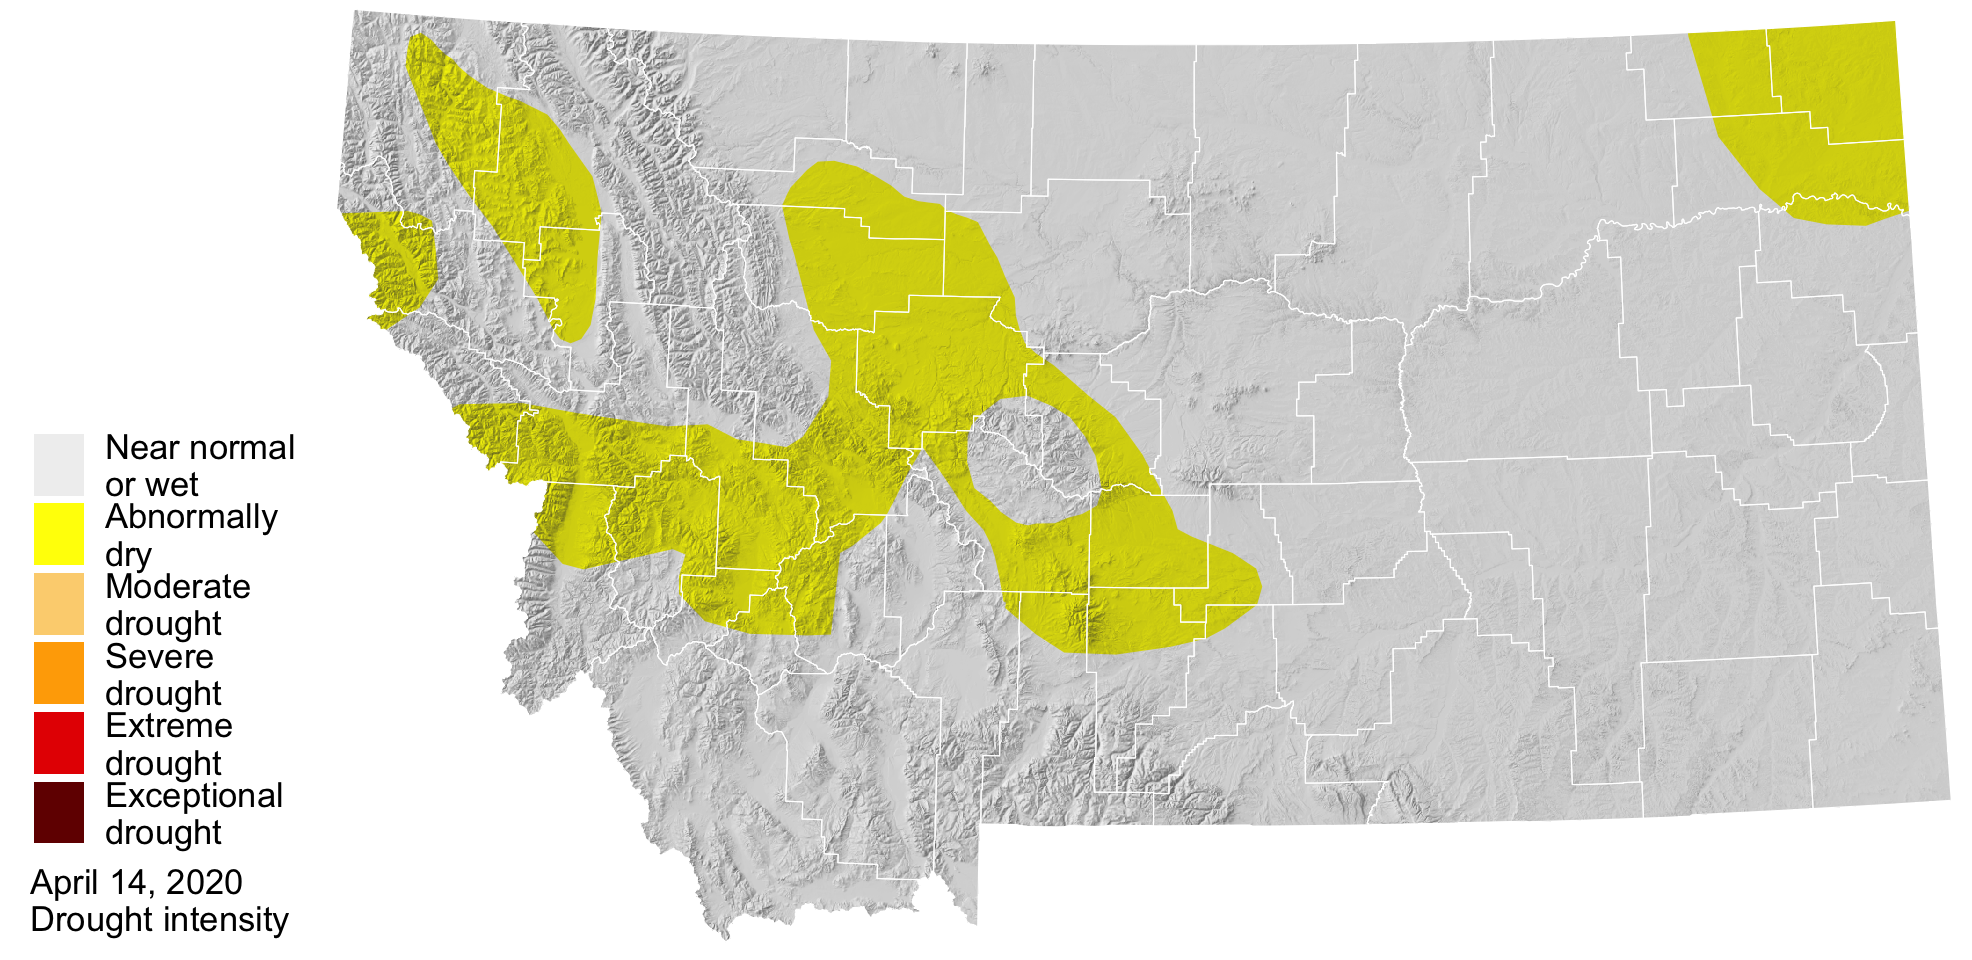 Near normal
or wet
Abnormally
dry
Moderate
drought
Severe
drought
Extreme
drought
Exceptional
drought
April 14, 2020
Drought intensity